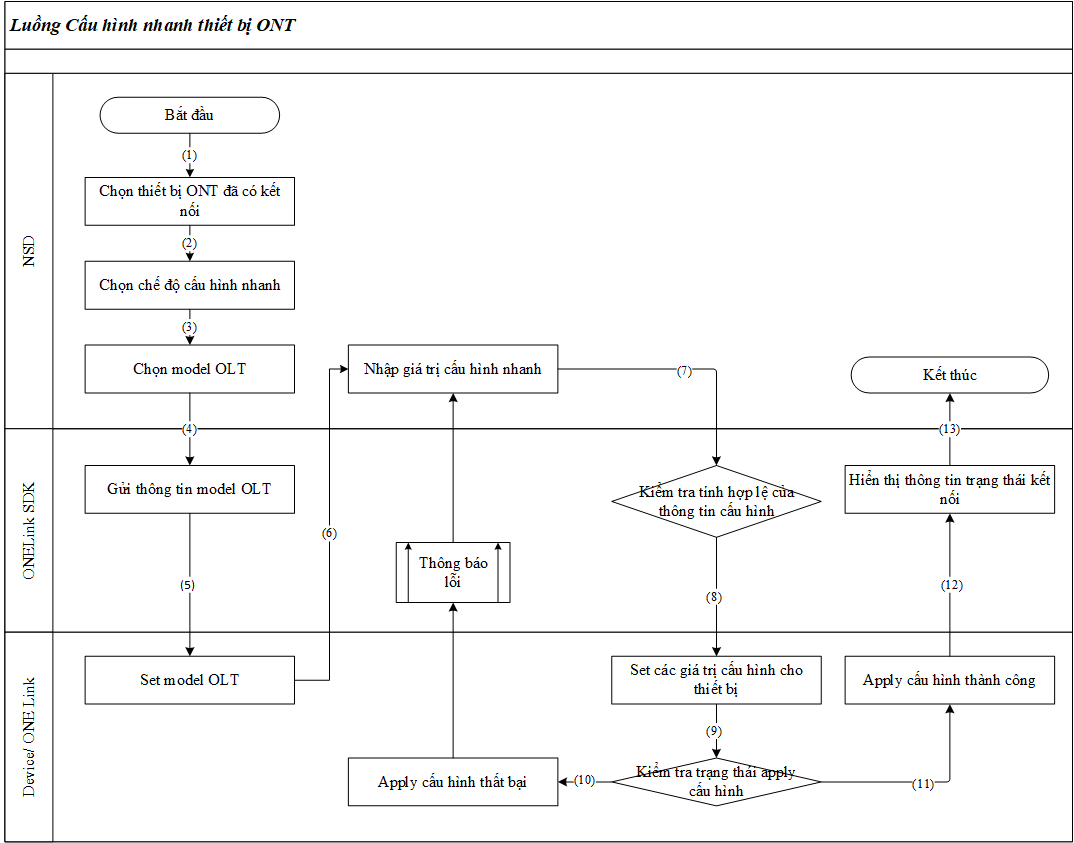 Luồng Cấu hình nhanh thiết bị ONT
NSD
Bắt đầu
(1)
Chọn thiết bị ONT đã có kết
nối
(2)
Chọn chế độ cấu hình nhanh
(3)
Chọn model OLT
Nhập giá trị cấu hình nhanh
(7)
Kết thúc
(4)
(13)
ONELink SDK
Gửi thông tin model OLT
Kiểm tra tính hợp lệ của
thông tin cấu hình
Hiển thị thông tin trạng thái kết
nối
(6)
Thông báo
lỗi
(5)
(8)
(12)
Device/ ONE Link
Set model OLT
Set các giá trị cấu hình cho
thiết bị
Apply cấu hình thành công
(9)
Apply cấu hình thất bại
(10)
Kiểm tra trạng thái apply
cấu hình
(11)